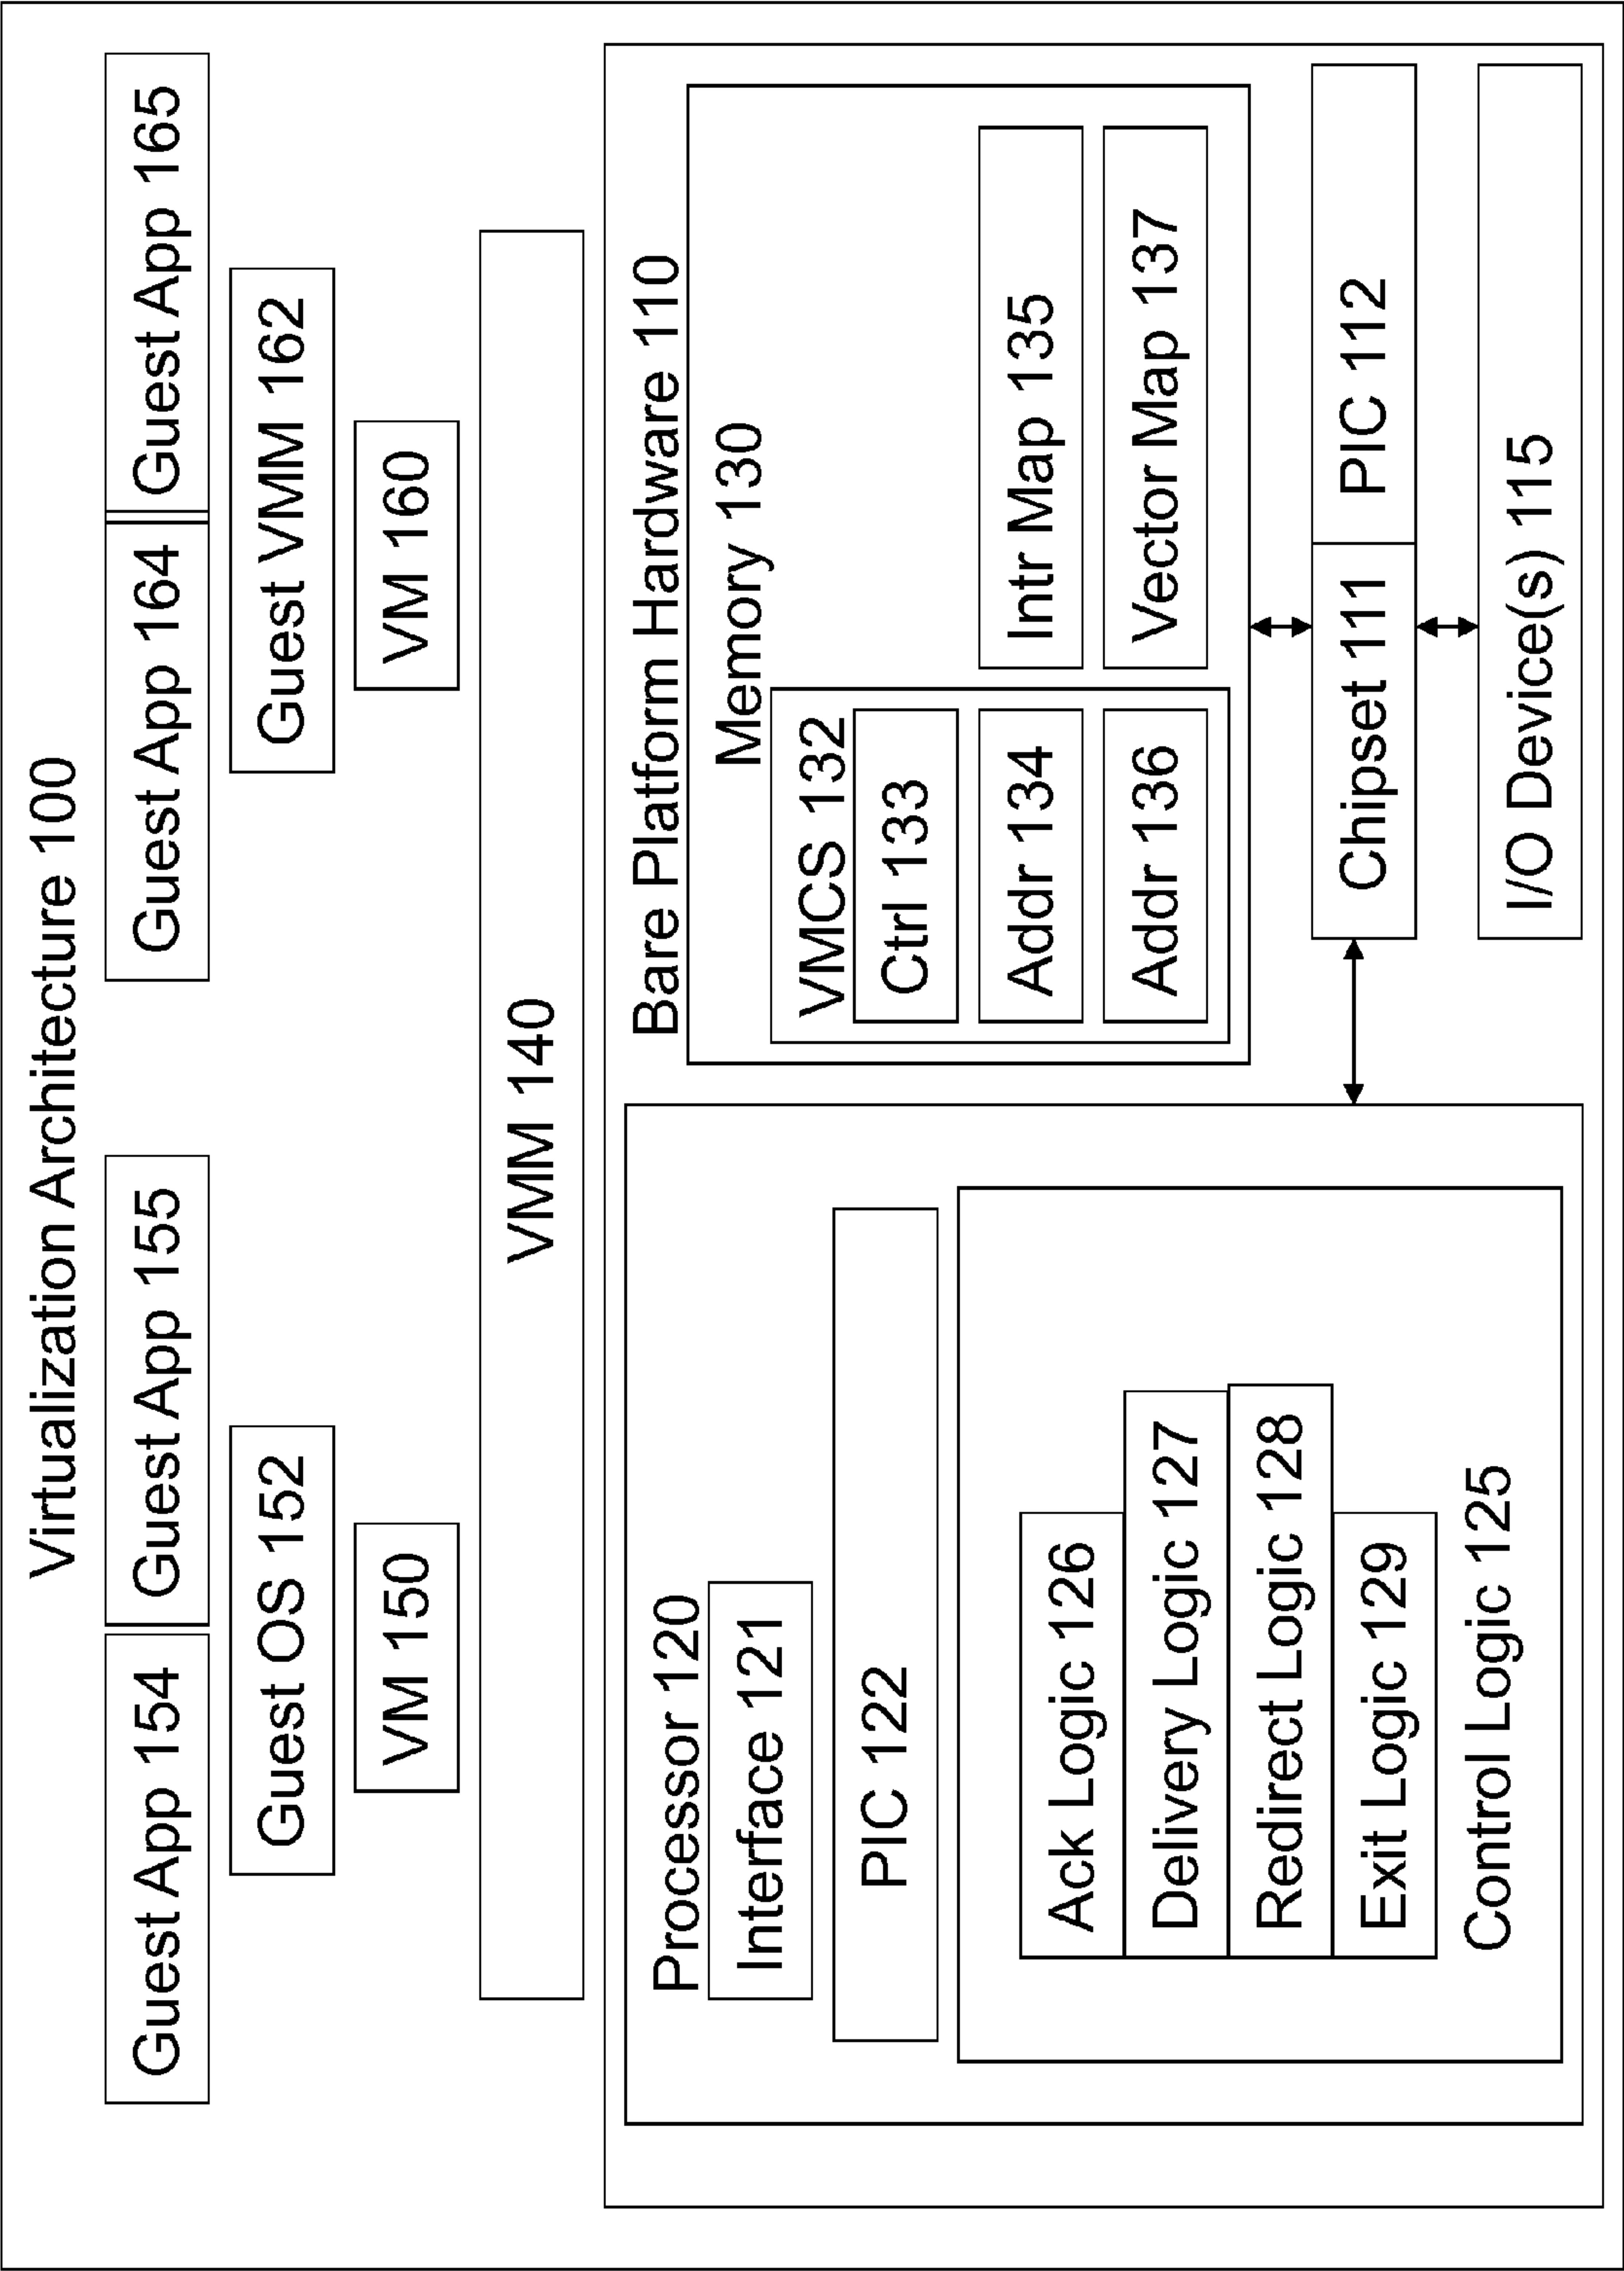 Virtualization Architecture 100
Guest App 154
Guest App 155
Guest App 164
Guest App 165
Guest OS 152
Guest VMM 162
VM 150
VM 160
VMM 140
Bare Platform Hardware 110
Processor 120
Interface 121
PIC 122
Ack Logic 126
Delivery Logic 127
Redirect Logic 128
Exit Logic 129
Control Logic 125
Memory 130
VMCS 132
Ctrl 133
Addr 134
Intr Map 135
Addr 136
Vector Map 137
Chipset 111
PIC 112
I/O Device(s) 115